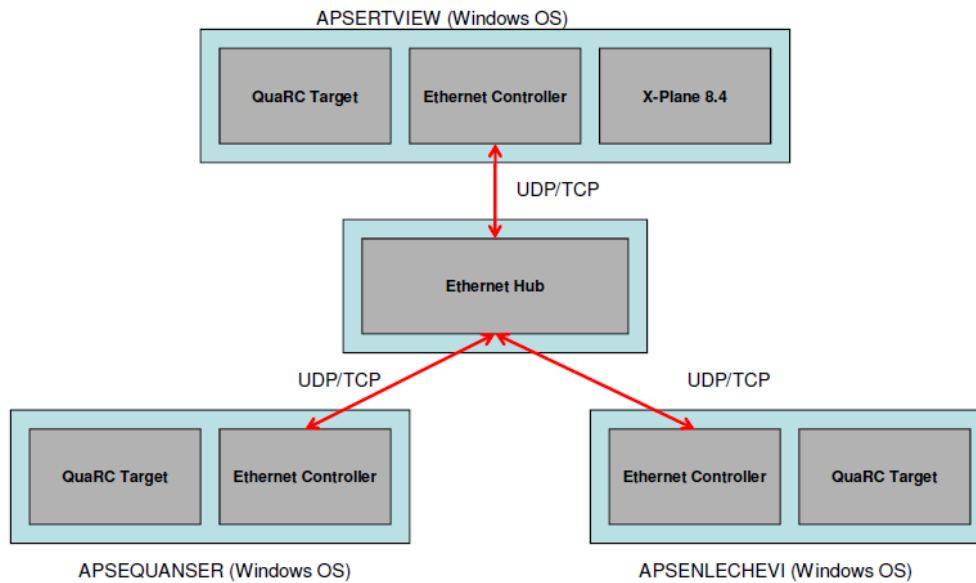 APSERTVIEW (Windows OS)
QuaRC Target
Ethernet Controller
X-Plane 8.4
UDP/TCP
Ethernet Hub
UDP/TCP
UDP/TCP
QuaRC Target
Ethernet Controller
Ethernet Controller
QuaRC Target
APSEQUANSER (Windows OS)
APSENLECHEVI (Windows OS)